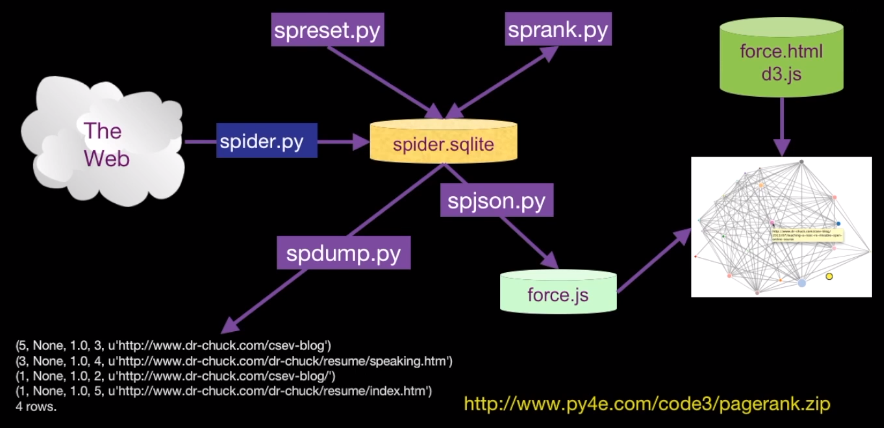 spreset.py
sprank.py
force.html
d3.js
The
Web
spider.py
spider.sqlite
spjson.py
spdump.py
force.js
(5, None, 1.0, 3, u'http://www.dr-chuck.com/csev-blog')
(3, None, 1.0, 4, u'http://www.dr-chuck.com/dr-chuck/resume/speaking.htm')
(1, None, 1.0, 2, u'http://www.dr-chuck.com/csev-blog/')
(1, None, 1.0, 5, u'http://www.dr-chuck.com/dr-chuck/resume/index.htm')
4 rows.
http://www.py4e.com/code3/pagerank.zip